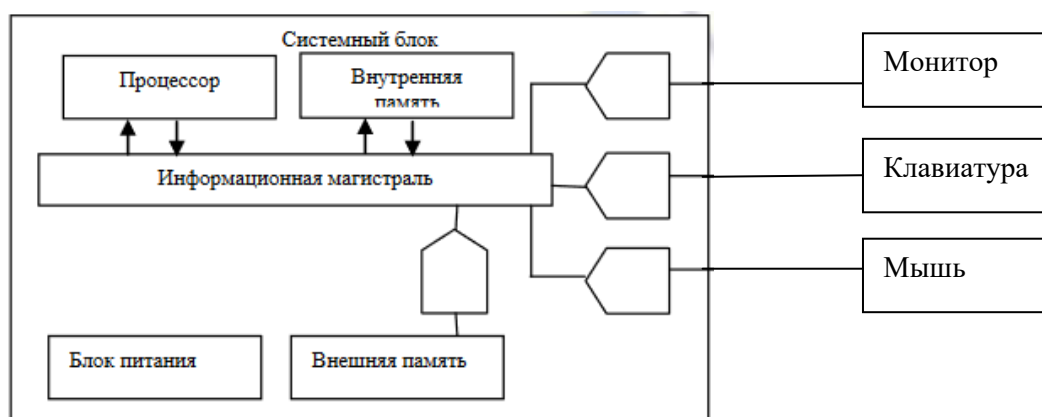 Системный блок
Процессор
Внутренняя
память
Информационная магистраль
Блок питания
Внешняя память
Монитор
Клавиатура
Мышь